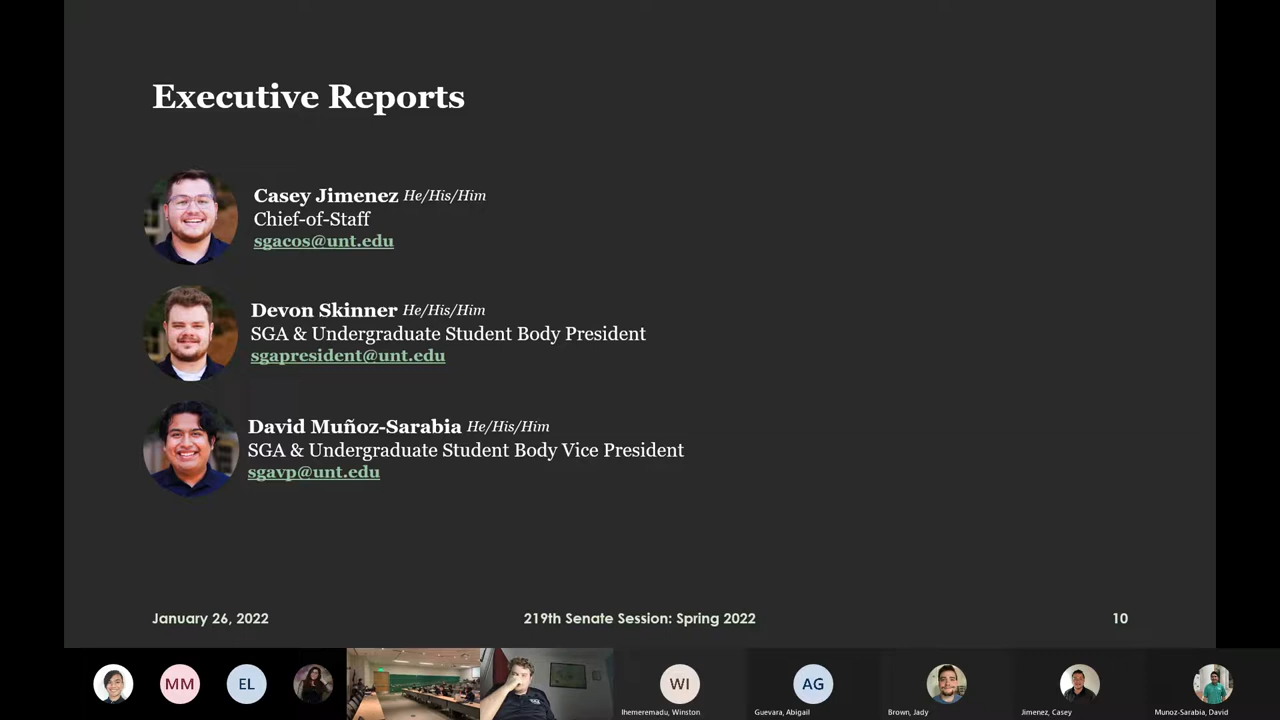 Executive Reports
Casey Jimenez He/His/Him
Chief-of-Staff
sgacos@unt.edu
Devon Skinner He/His/Him
SGA & Undergraduate Student Body President
sgapresident@unt.edu
David Muñoz-Sarabia He/His/Him
SGA & Undergraduate Student Body Vice President
sgavp@unt.edu
January 26, 2022 219th Senate Session: Spring 2022 10
MM EL WI AG
Ihemeremadu, Winston Guevara, Abigail Brown, Jady Jimenez, Casey Munoz-Sarabia, David